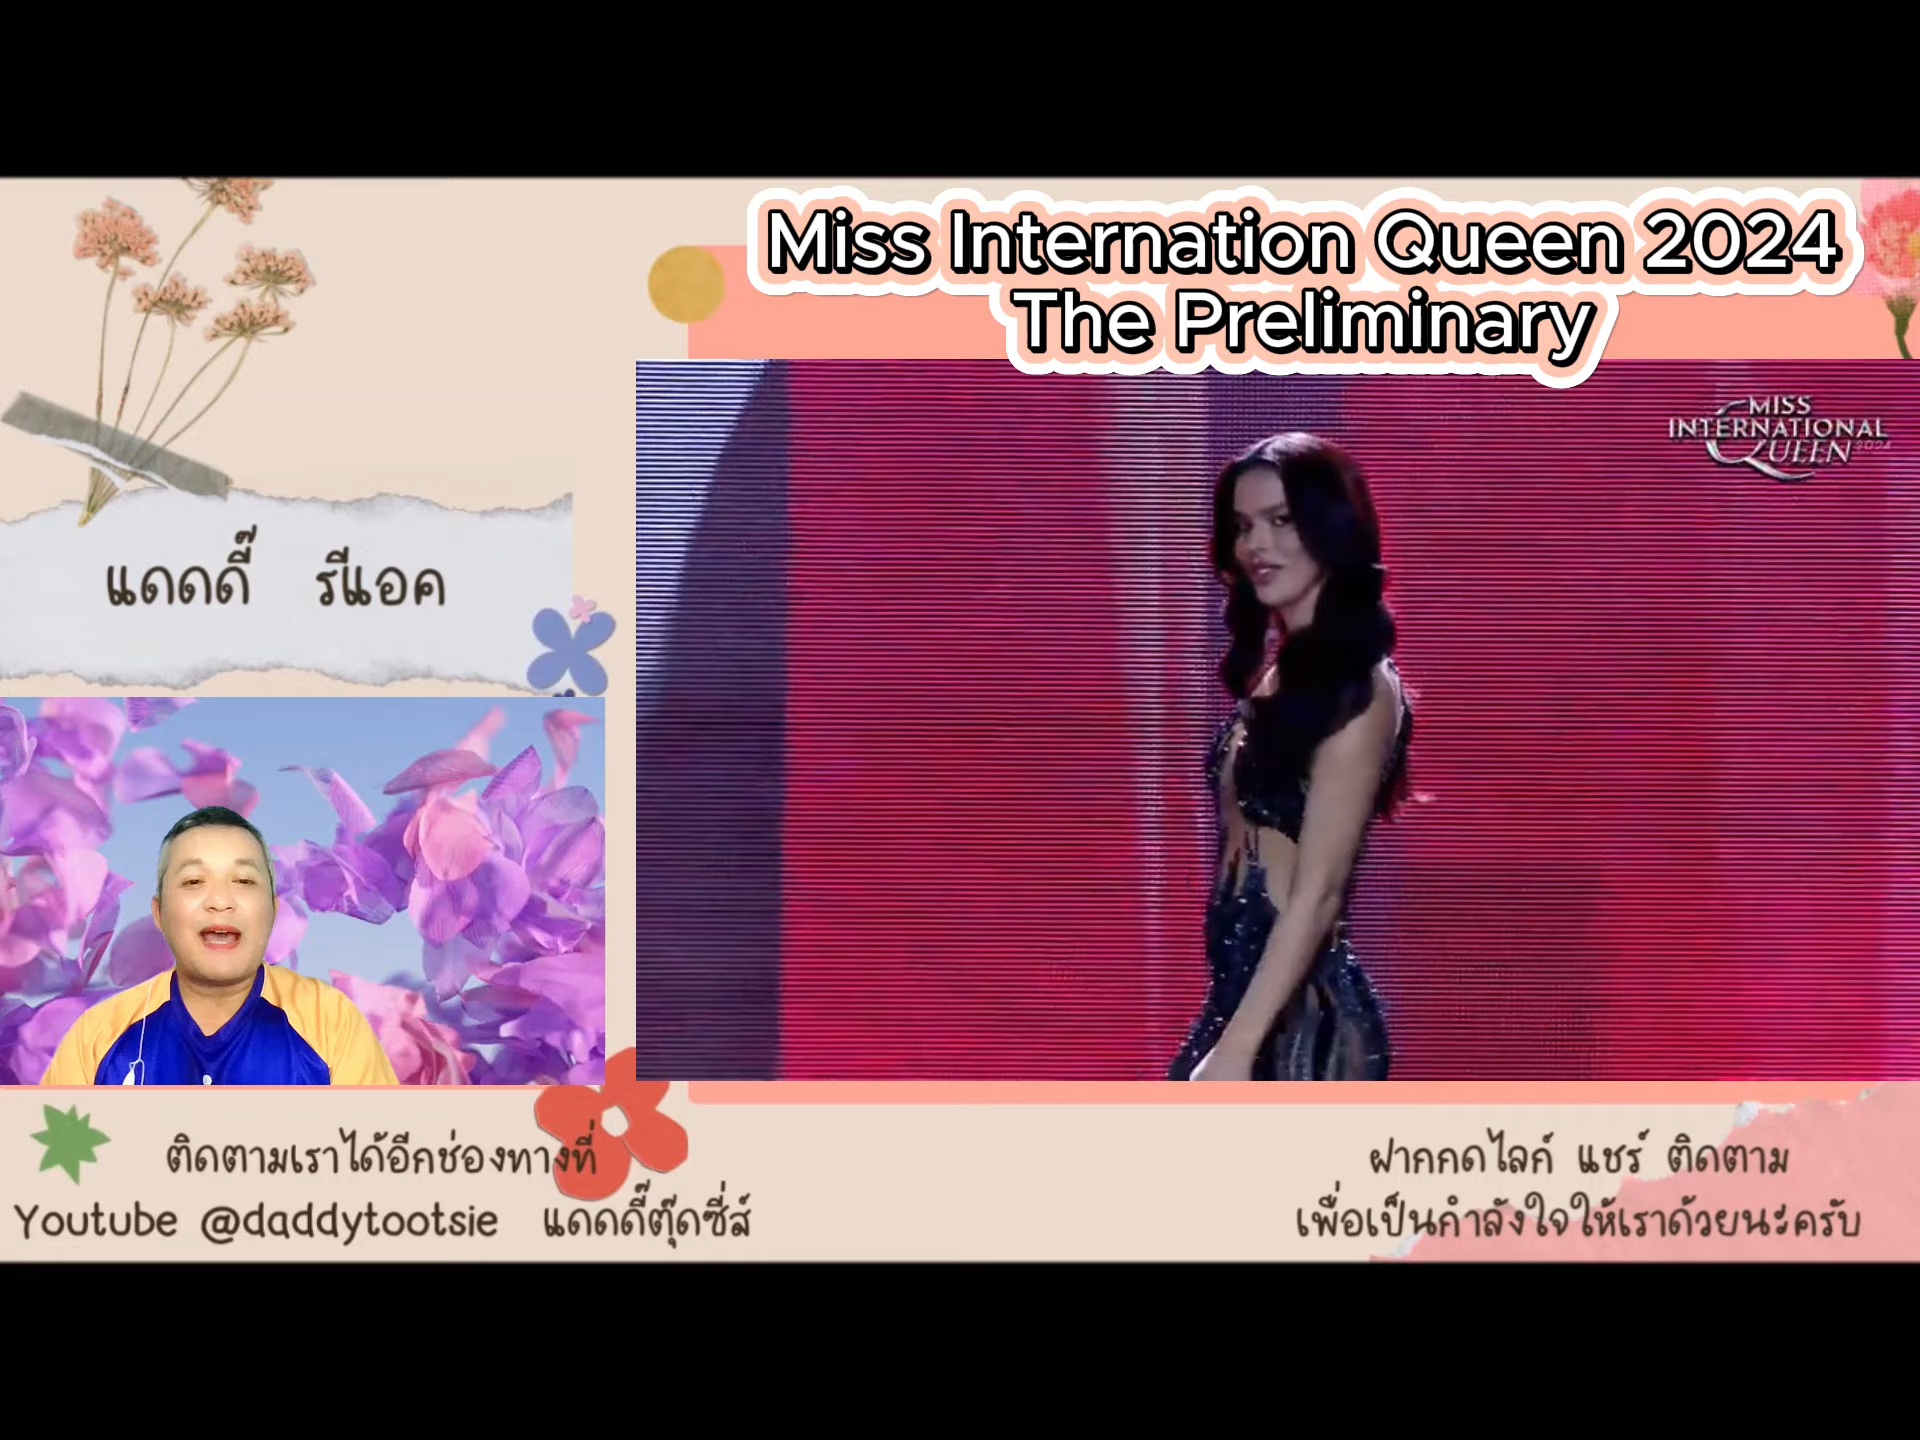 Miss Internation Queen 2024
The Preliminary
MISS
INTERNATIONAL
QUEEN 2024
แดดดี๊ รีแอค
ติดตามเราได้อีกช่องทางที่
Youtube @daddytootsie แดดดี๊ตุ๊ดซี่ส์
ฝากกดไลก์ แชร์ ติดตาม
เพื่อเป็นกำลังใจให้เราด้วยนะครับ